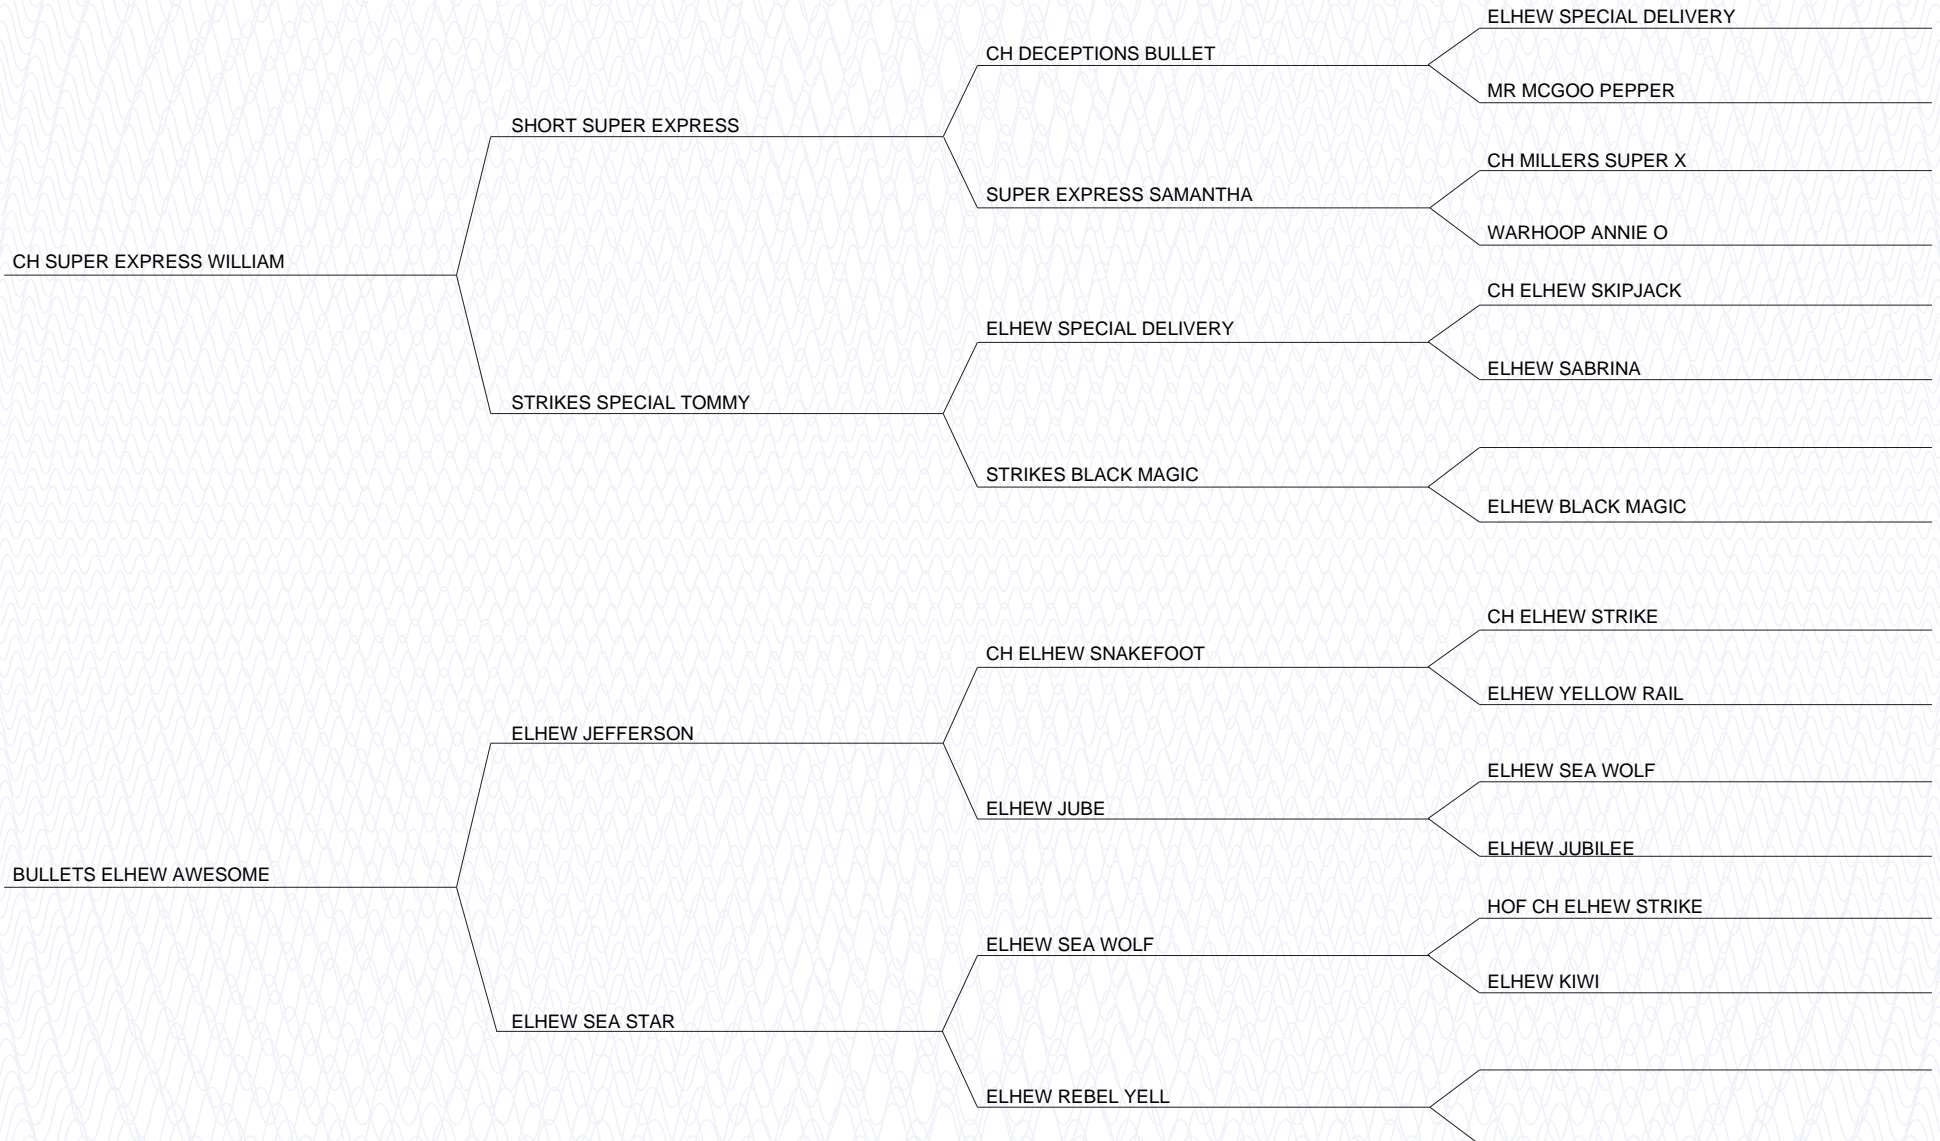 ELHEW SPECIAL DELIVERY
CH DECEPTIONS BULLET
MR MCGOO PEPPER
SHORT SUPER EXPRESS
CH MILLERS SUPER X
SUPER EXPRESS SAMANTHA
WARHOOP ANNIE O
CH SUPER EXPRESS WILLIAM
CH ELHEW SKIPJACK
ELHEW SPECIAL DELIVERY
ELHEW SABRINA
STRIKES SPECIAL TOMMY
STRIKES BLACK MAGIC
ELHEW BLACK MAGIC
CH ELHEW STRIKE
CH ELHEW SNAKEFOOT
ELHEW YELLOW RAIL
ELHEW JEFFERSON
ELHEW SEA WOLF
ELHEW JUBE
ELHEW JUBILEE
BULLETS ELHEW AWESOME
HOF CH ELHEW STRIKE
ELHEW SEA WOLF
ELHEW KIWI
ELHEW SEA STAR
ELHEW REBEL YELL